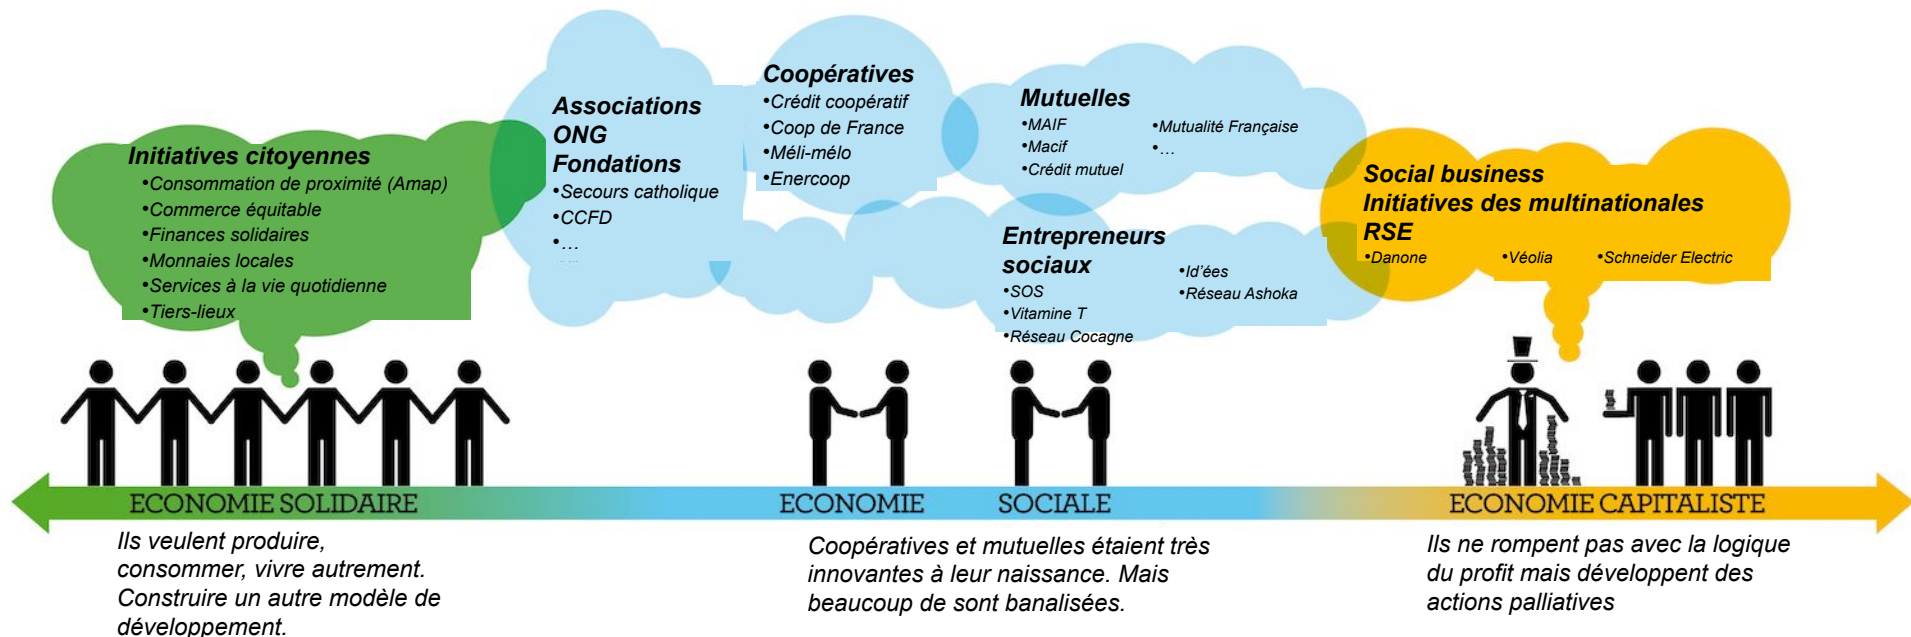 Initiatives citoyennes
•Consommation de proximité (Amap)
•Commerce équitable
•Finances solidaires
•Monnaies locales
•Services à la vie quotidienne
•Tiers-lieux
Associations
ONG
Fondations
•Secours catholique
•CCFD
•…
Coopératives
•Crédit coopératif
•Coop de France
•Méli-mélo
•Enercoop
Mutuelles
•MAIF
•Macif
•Crédit mutuel
•Mutualité Française
•…
Entrepreneurs
sociaux
•SOS
•Vitamine T
•Réseau Cocagne
•Id'ées
•Réseau Ashoka
Social business
Initiatives des multinationales
RSE
•Danone
•Véolia
•Schneider Electric
ECONOMIE SOLIDAIRE
ECONOMIE SOCIALE
ECONOMIE CAPITALISTE
Ils veulent produire,
consommer, vivre autrement.
Construire un autre modèle de
développement.
Coopératives et mutuelles étaient très
innovantes à leur naissance. Mais
beaucoup de sont banalisées.
Ils ne rompent pas avec la logique
du profit mais développent des
actions palliatives